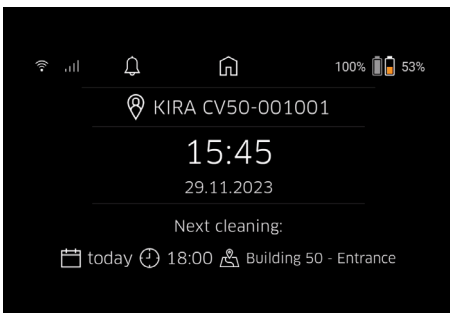 100% 53%
KIRA CV50-001001
15:45
29.11.2023
Next cleaning:
today 18:00 Building 50 - Entrance